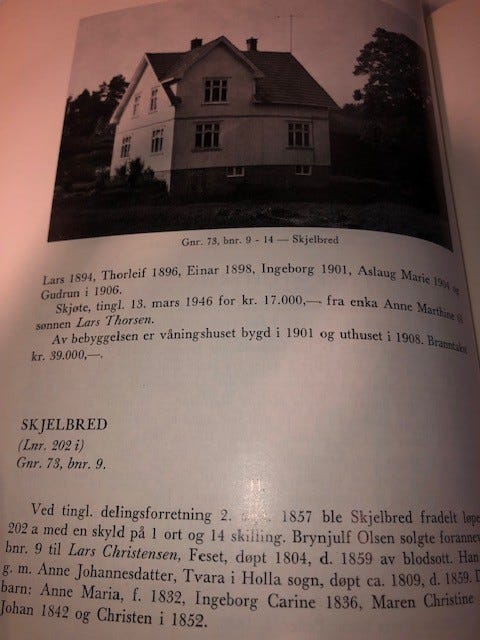 Gnr. 73, bnr. 9 - 14 — Skjelbred
Lars 1894, Thorleif 1896, Einar 1898, Ingeborg 1901, Aslaug Marie 1904 og
Gudrun i 1906.
Skjøte, tingl. 13. mars 1946 for kr. 17.000,— fra enka Anne Marthine til
sønnen Lars Thorsen.
Av bebyggelsen er våningshuset bygd i 1901 og uthuset i 1908. Branntakst
kr. 39.000,—.
SKJELBRED
(Lnr. 202 i)
Gnr. 73, bnr. 9.
Ved tingl. delingsforretning 2. 1857 ble Skjelbred fradelt
202 a med en skyld på 1 ort og 14 skilling. Brynjulf Olsen solgte
bnr. 9 til Lars Christensen, Feset, døpt 1804, d. 1859 av blodsott. Han
g. m. Anne Johannesdatter, Tvara i Holla sogn, døpt ca. 1809, d. 1859.
barn: Anne Maria, f. 1832, Ingeborg Carine 1836, Maren Christine
Johan 1842 og Christen i 1852.